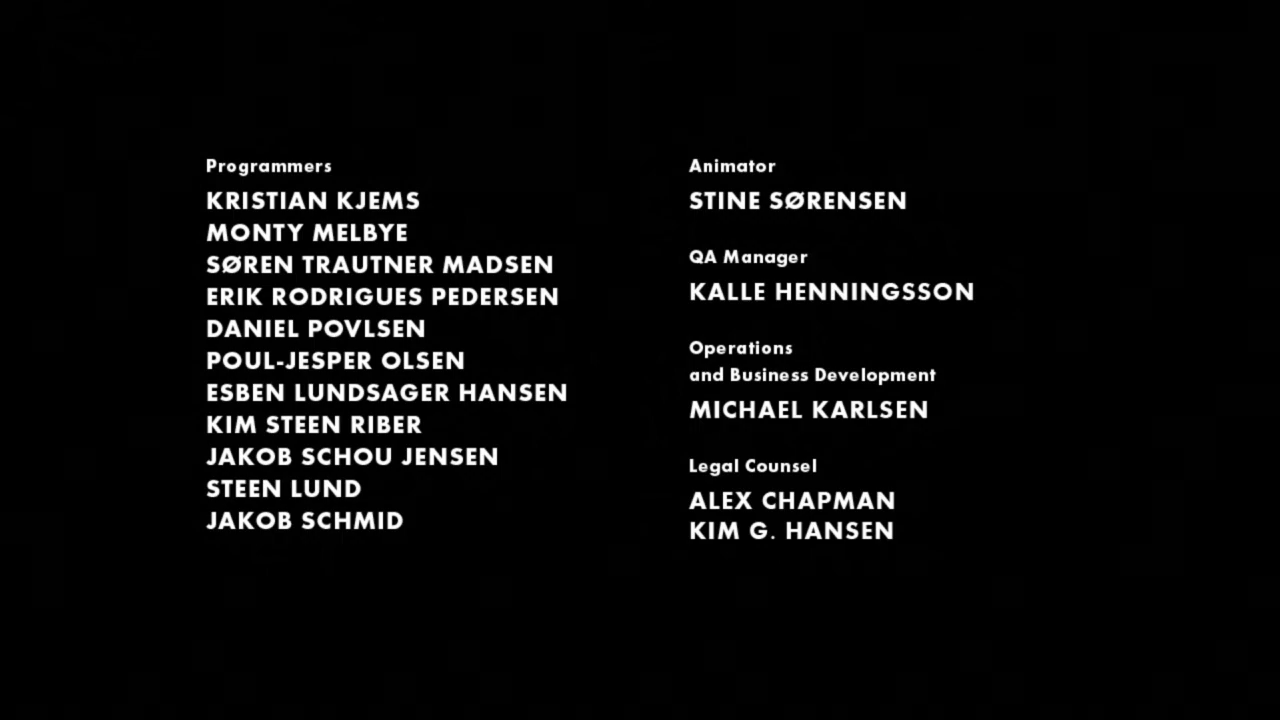 Programmers
KRISTIAN KJEMS
MONTY MELBYE
SØREN TRAUTNER MADSEN
ERIK RODRIGUES PEDERSEN
DANIEL POVLSEN
POUL-JESPER OLSEN
ESBEN LUNDSAGER HANSEN
KIM STEEN RIBER
JAKOB SCHOU JENSEN
STEEN LUND
JAKOB SCHMID
Animator
STINE SØRENSEN
QA Manager
KALLE HENNINGSSON
Operations
and Business Development
MICHAEL KARLSEN
Legal Counsel
ALEX CHAPMAN
KIM G. HANSEN